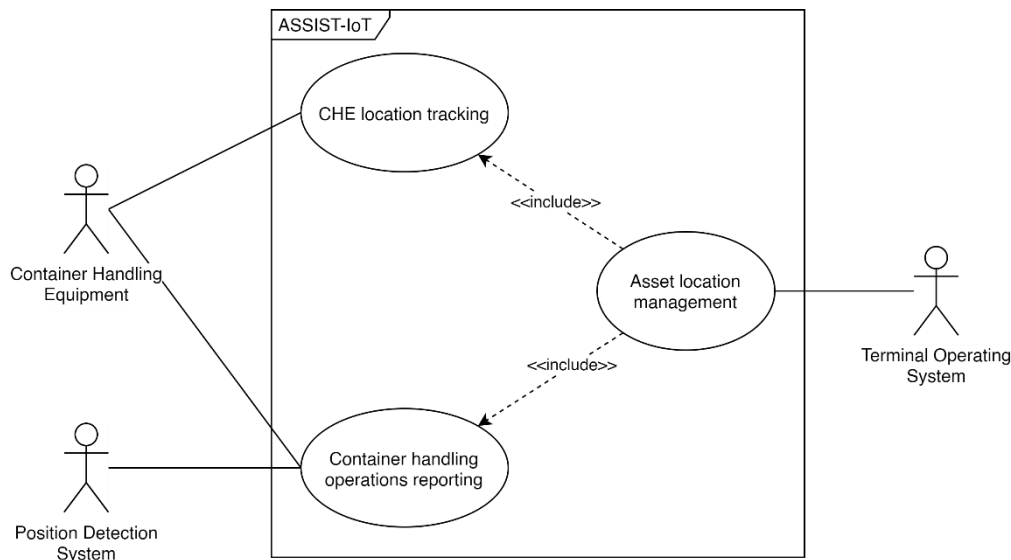 ASSIST-IoT
CHE location tracking
<<include>>
Container Handling
Equipment
Asset location
management
Terminal Operating
System
<<include>>
Container handling
operations reporting
Position Detection
System